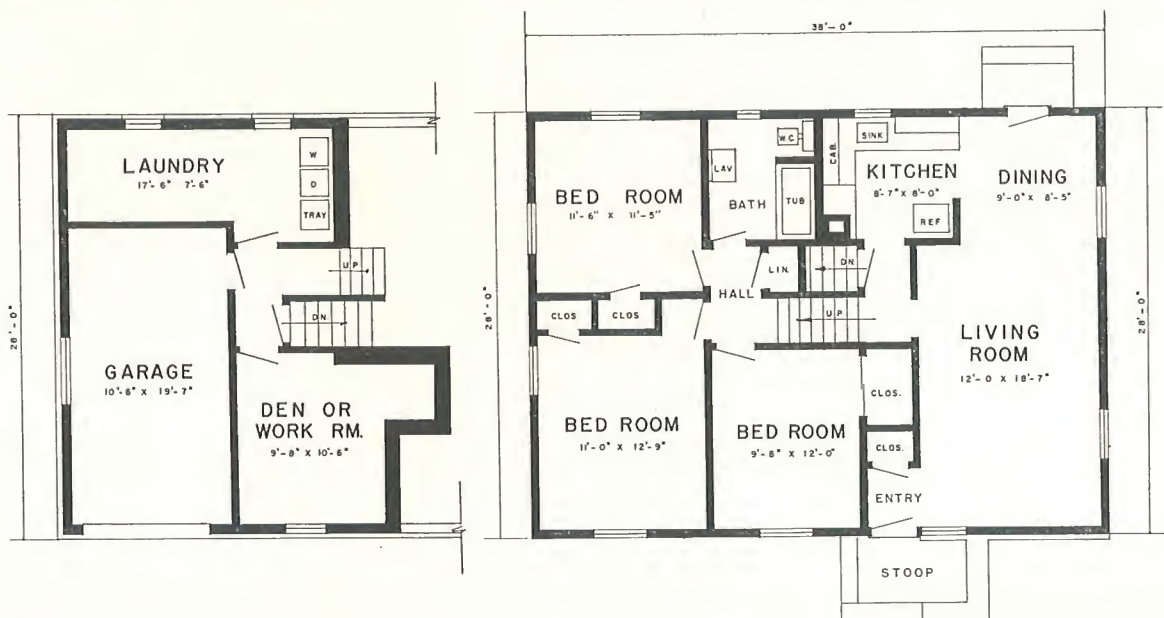 38'-0"
LAUNDRY
17'-6" 7'-6"
W
D
TRAY
UP
DN.
GARAGE
10'-6" X 19'-7"
DEN OR
WORK RM.
9'-8" X 10'-6"
28'-0"
BED ROOM
11'-6" X 11'-5"
LAV
W.C.
BATH
TUB
CAB.
SINK
KITCHEN
8'-7" X 8'-0"
REF
DINING
9'-0" X 8'-5"
LIN.
DN.
HALL
UP
CLOS
CLOS
28'-0"
LIVING
ROOM
12'-0 X 18'-7"
28'-0"
BED ROOM
11'-0" X 12'-9"
BED ROOM
9'-8" X 12'-0"
CLOS.
CLOS.
ENTRY
STOOP